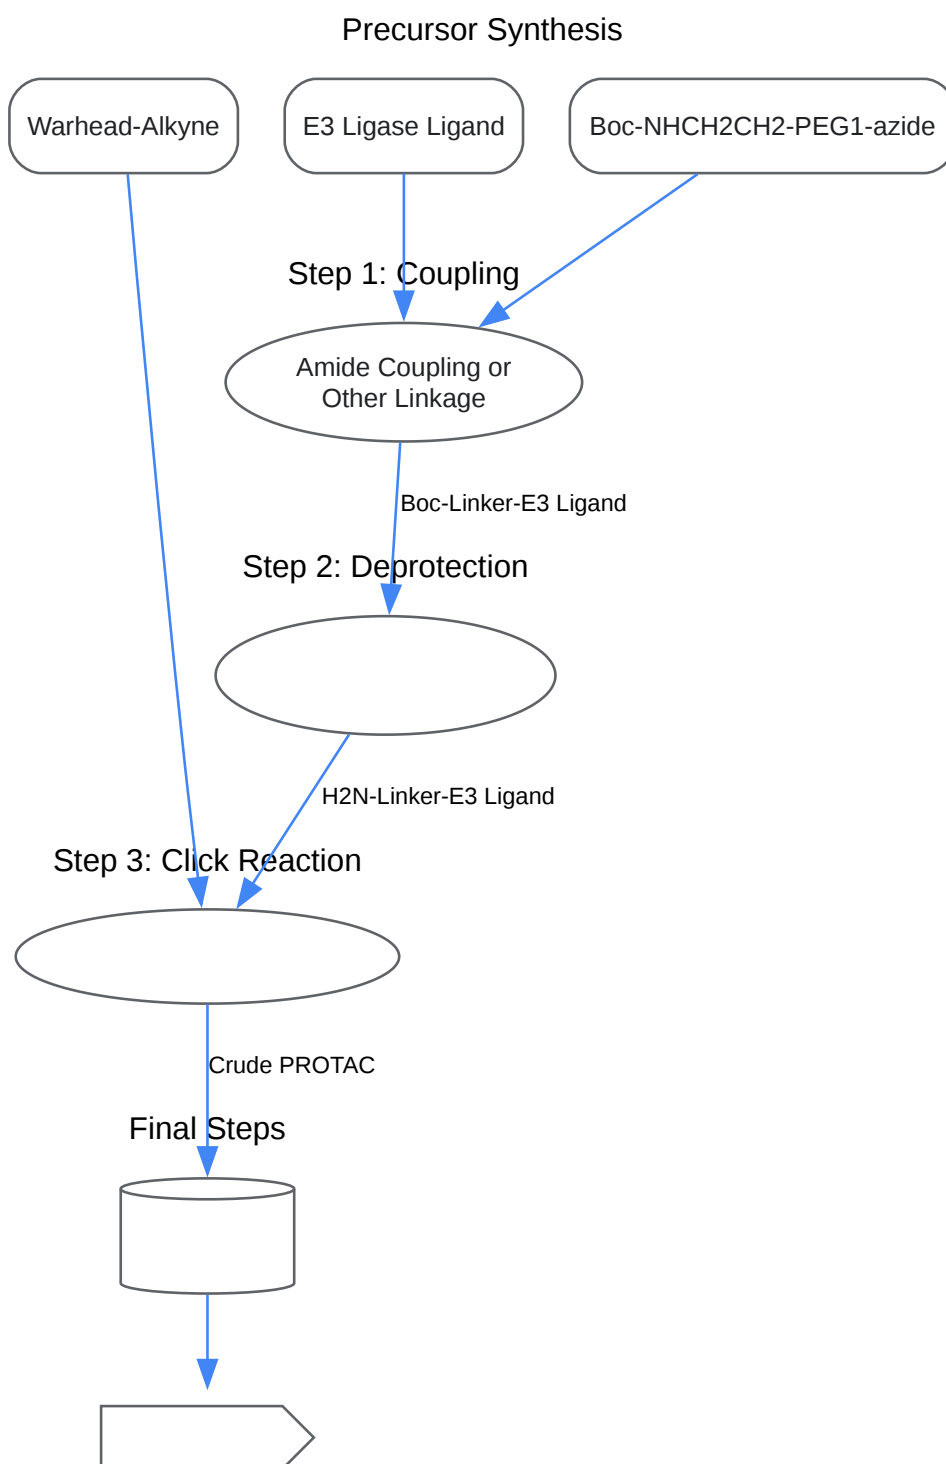 Precursor Synthesis
Warhead-Alkyne
E3 Ligase Ligand
Boc-NHCH2CH2-PEG1-azide
Step 1: Coupling
Amide Coupling or
Other Linkage
Boc-Linker-E3 Ligand
Step 2: Deprotection
H2N-Linker-E3 Ligand
Step 3: Click Reaction
Crude PROTAC
Final Steps